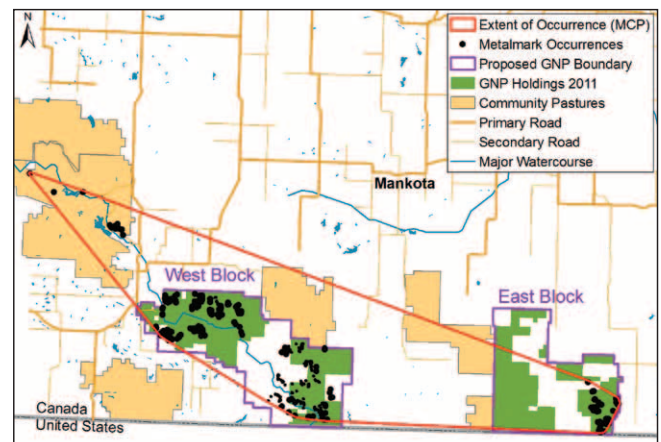 N
Extent of Occurrence (MCP)
Metalmark Occurrences
Proposed GNP Boundary
GNP Holdings 2011
Community Pastures
Primary Road
Secondary Road
Major Watercourse
Mankota
West Block
East Block
Canada
United States